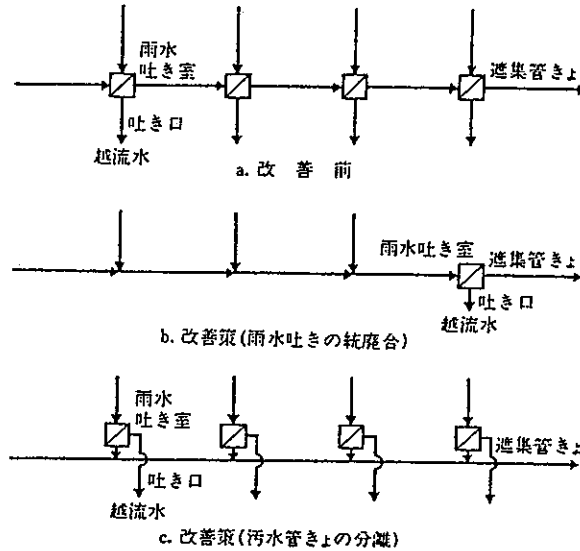 雨水
吐き室
遮集管きょ
吐き口
越流水
a. 改善前
雨水吐き室
遮集管きょ
吐き口
越流水
b. 改善策(雨水吐きの統廃合)
雨水
吐き室
遮集管きょ
吐き口
越流水
c. 改善策(汚水管きょの分離)